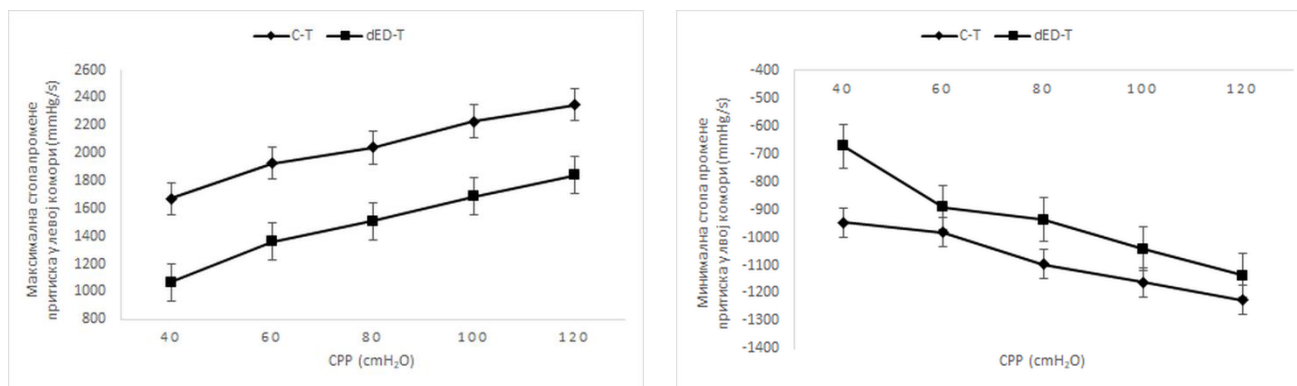 C-T dED-T
Максимална стопа промене
притиска у левој комори (mmHg/s)
2600
2400
2200
2000
1800
1600
1400
1200
1000
800
40 60 80 100 120
CPP (cmH₂O)
C-T dED-T
Минимална стопа промене
притиска у лвој комори (mmHg/s)
-400
-500
-600
-700
-800
-900
-1000
-1100
-1200
-1300
-1400
40 60 80 100 120
CPP (cmH₂O)